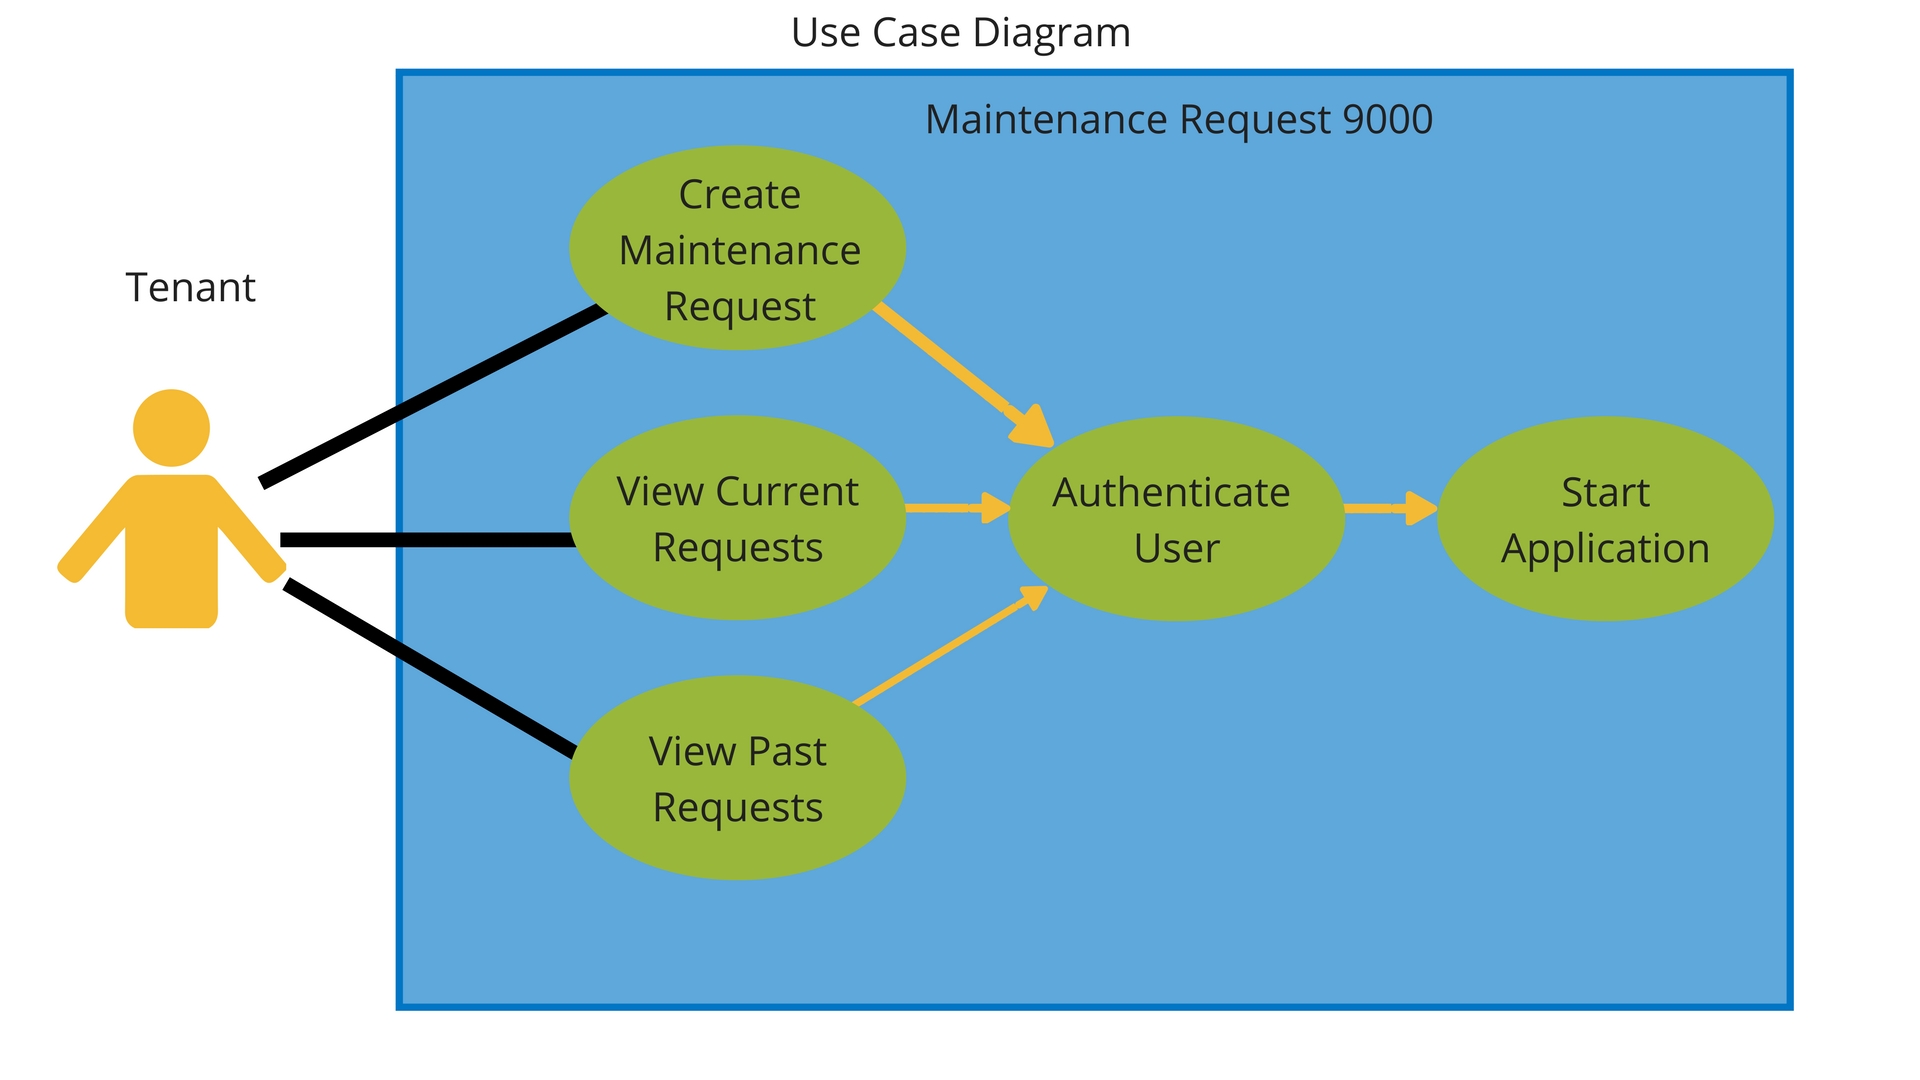 Use Case Diagram
Maintenance Request 9000
Tenant
Create
Maintenance
Request
View Current
Requests
Authenticate
User
Start
Application
View Past
Requests